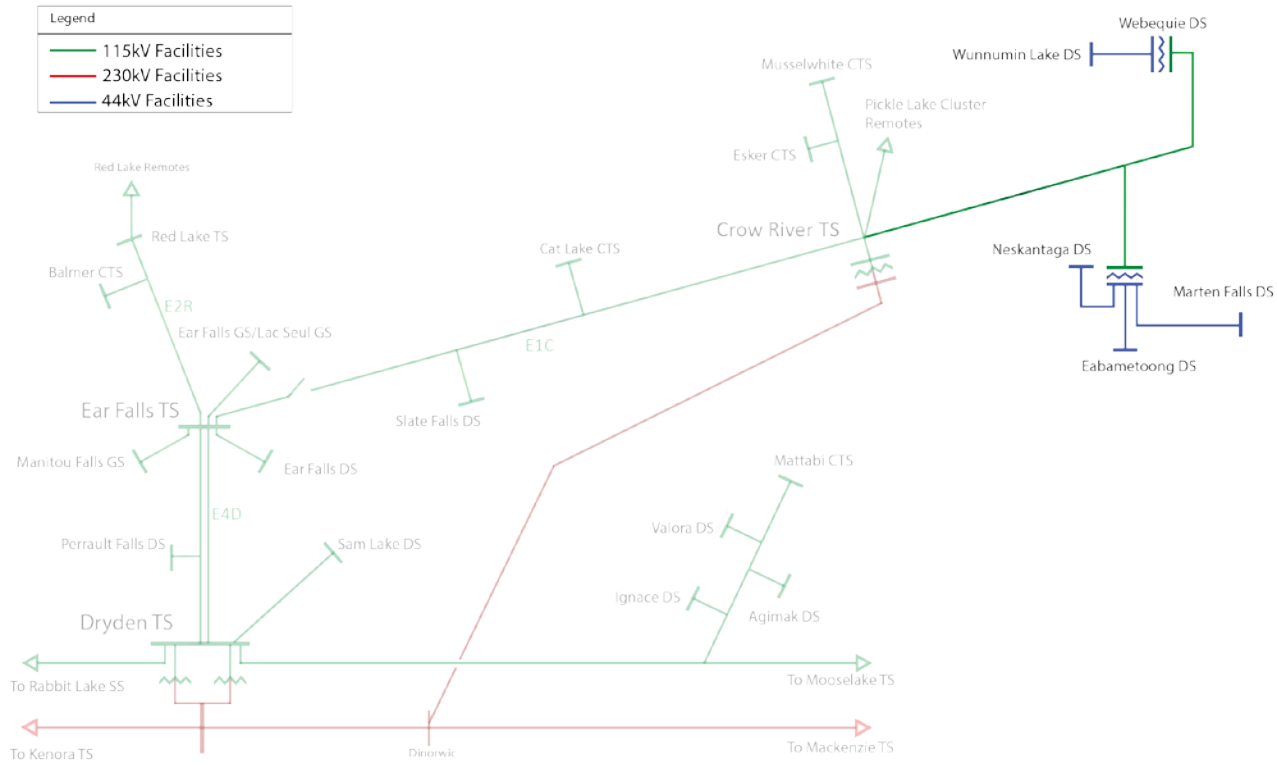 Legend
115kV Facilities
230kV Facilities
44kV Facilities
Webequie DS
Wunnumin Lake DS
Musselwhite CTS
Pickle Lake Cluster
Remotes
Esker CTS
Red Lake Remotes
Red Lake TS
Crow River TS
Cat Lake CTS
Neskantaga DS
Balmer CTS
Marten Falls DS
E2R
Ear Falls GS/Lac Seul GS
E1C
Eabametoong DS
Ear Falls TS
Slate Falls DS
Manitou Falls GS
Ear Falls DS
Mattabi CTS
E4D
Valora DS
Perrault Falls DS
Sam Lake DS
Ignace DS
Agimak DS
Dryden TS
To Rabbit Lake SS
To Mooselake TS
To Kenora TS
Dinorwic
To Mackenzie TS